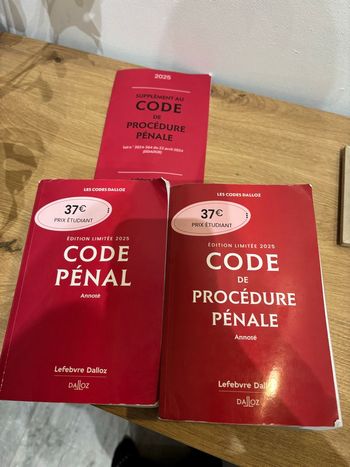 2025
SUPPLÉMENT AU
CODE
DE
PROCÉDURE
PÉNALE
LES CODES DALLOZ
37€
PRIX ÉTUDIANT
ÉDITION LIMITÉE 2025
CODE
PÉNAL
Annoté
Lefebvre Dalloz
DALLOZ
LES CODES DALLOZ
37€
PRIX ÉTUDIANT
ÉDITION LIMITÉE 2025
CODE
DE
PROCÉDURE
PÉNALE
Annoté
Lefebvre Dalloz
DALLOZ